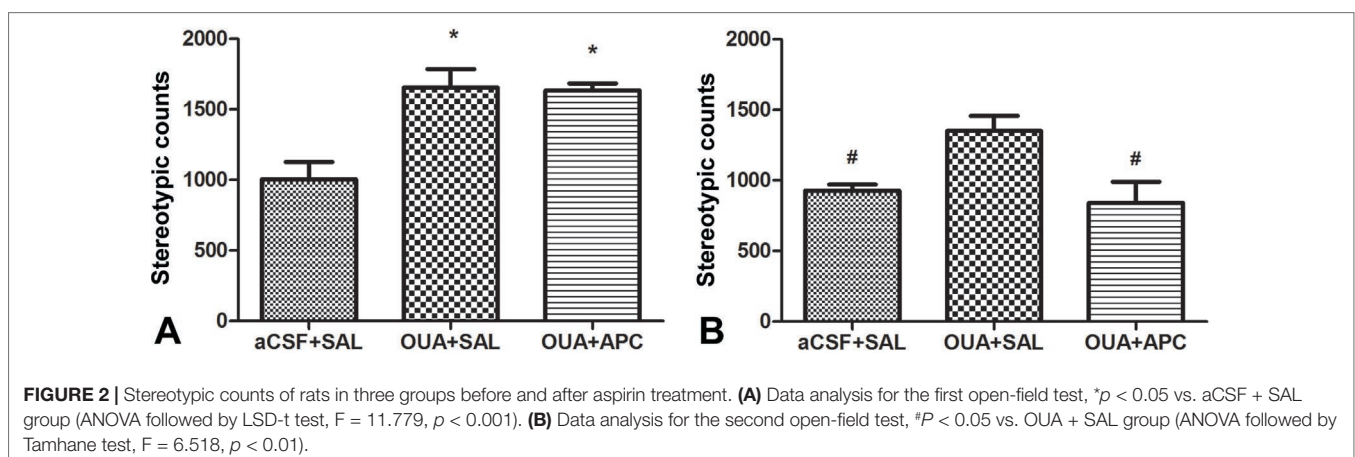 2000
1500
1000
500
0
Stereotypic counts
*
*
A
aCSF+SAL OUA+SAL OUA+APC
2000
1500
1000
500
0
Stereotypic counts
#
#
B
aCSF+SAL OUA+SAL OUA+APC
FIGURE 2 | Stereotypic counts of rats in three groups before and after aspirin treatment. (A) Data analysis for the first open-field test, *p < 0.05 vs. aCSF + SAL
group (ANOVA followed by LSD-t test, F = 11.779, p < 0.001). (B) Data analysis for the second open-field test, #P < 0.05 vs. OUA + SAL group (ANOVA followed by
Tamhane test, F = 6.518, p < 0.01).